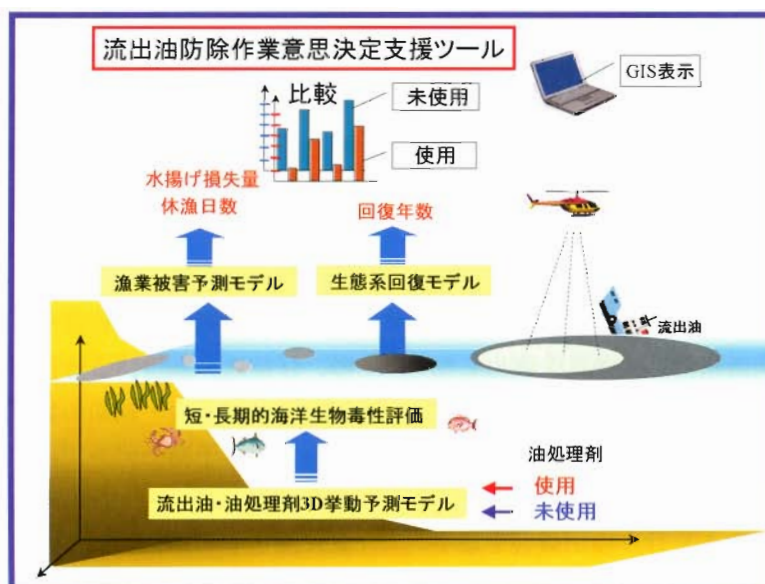 流出油防除作業意思決定支援ツール
GIS表示
比較
未使用
使用
水揚げ損失量
休漁日数
回復年数
漁業被害予測モデル
生態系回復モデル
流出油
短・長期的海洋生物毒性評価
油処理剤
流出油・油処理剤3D挙動予測モデル
使用
未使用